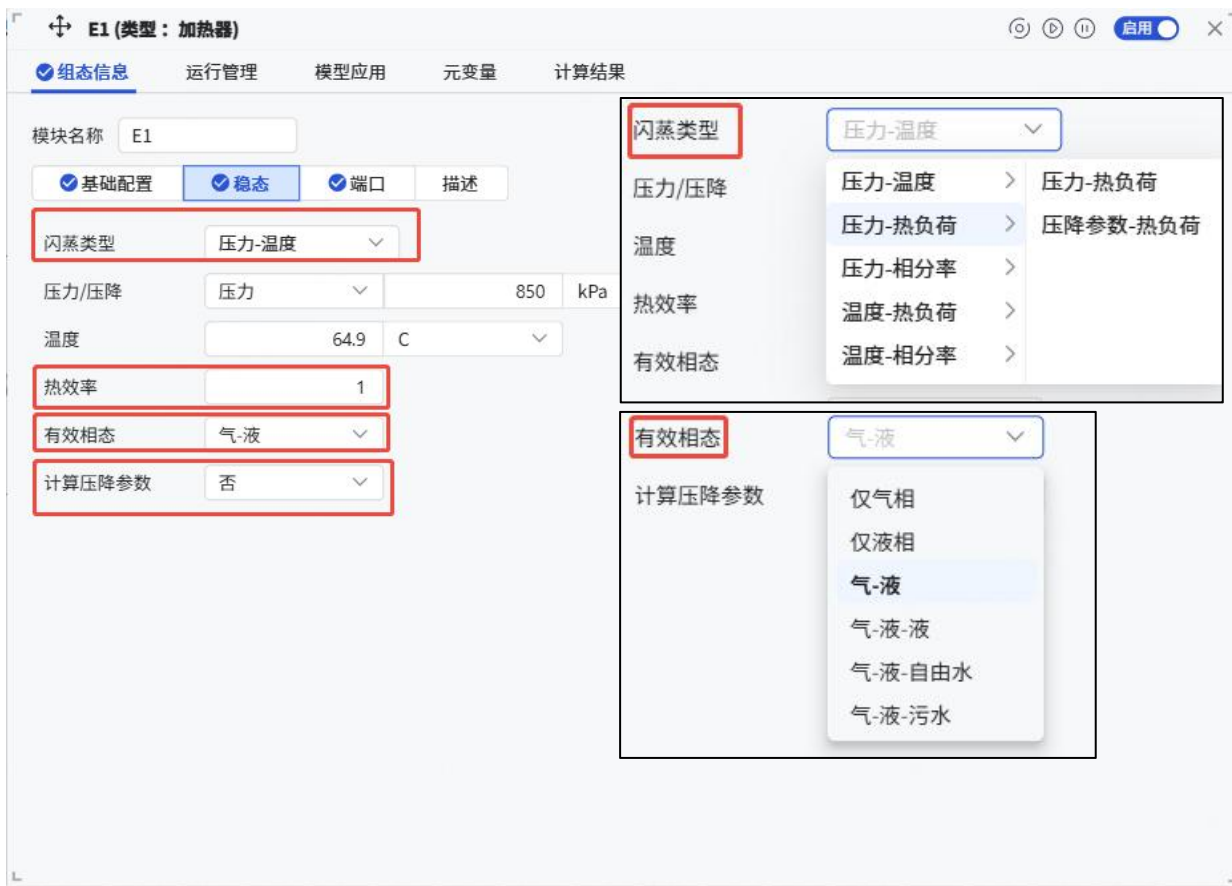 E1 (类型：加热器)
启用
组态信息 运行管理 模型应用 元变量 计算结果
模块名称 E1
基础配置 稳态 端口 描述
闪蒸类型 压力-温度
压力/压降 压力 850 kPa
温度 64.9 C
热效率 1
有效相态 气-液
计算压降参数 否
闪蒸类型 压力-温度
压力/压降
温度
热效率
有效相态
压力-温度
压力-热负荷
压力-相分率
温度-热负荷
温度-相分率
压力-热负荷
压降参数-热负荷
有效相态 气-液
计算压降参数
仅气相
仅液相
气-液
气-液-液
气-液-自由水
气-液-污水